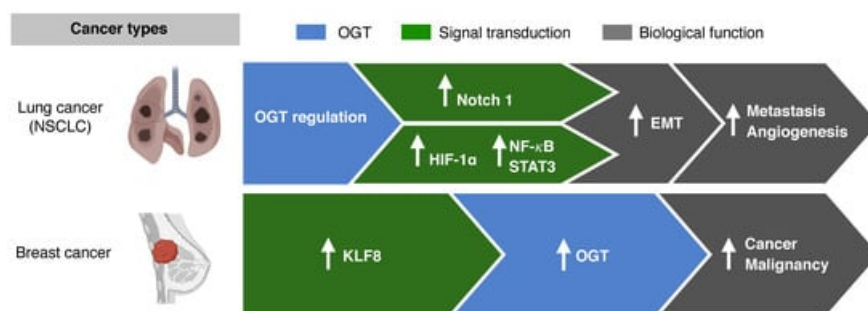 Cancer types
OGT
Signal transduction
Biological function
Lung cancer
(NSCLC)
OGT regulation
Notch 1
HIF-1α
NF-κB
STAT3
EMT
Metastasis
Angiogenesis
Breast cancer
KLF8
OGT
Cancer
Malignancy